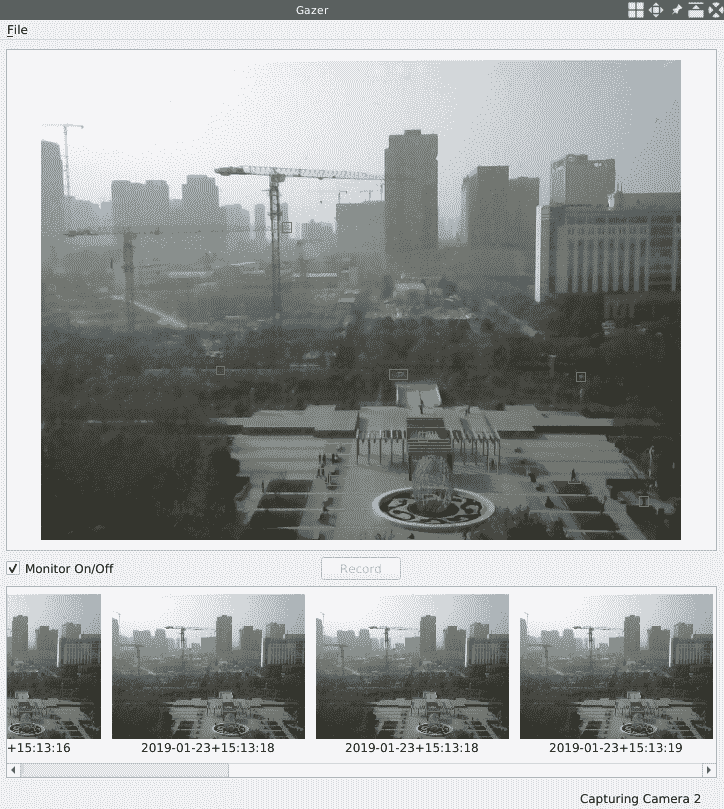 Gazer
File
Monitor On/Off
Record
+15:13:16
2019-01-23+15:13:18
2019-01-23+15:13:18
2019-01-23+15:13:19
Capturing Camera 2